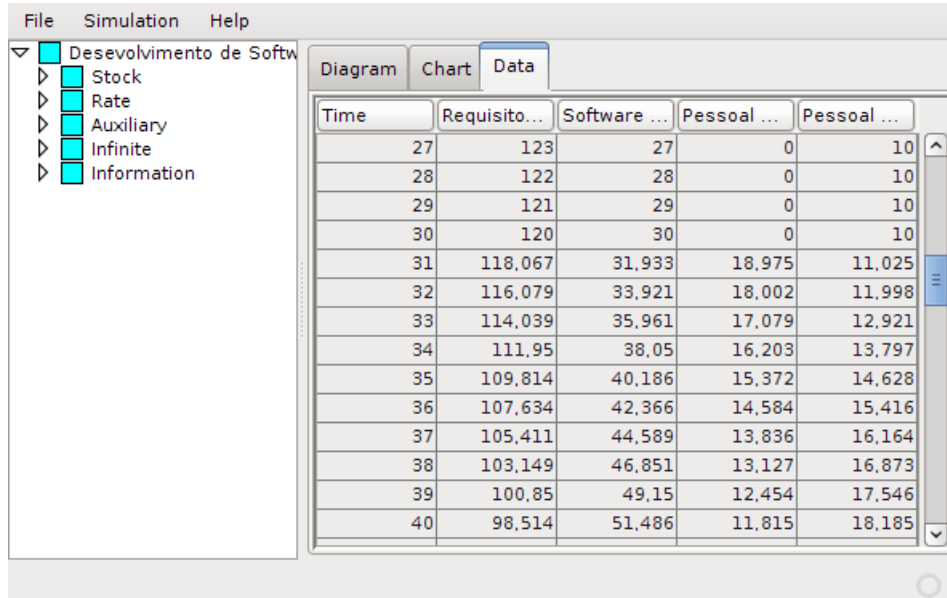 File Simulation Help
Desevolvimento de Softw
Stock
Rate
Auxiliary
Infinite
Information
Diagram Chart Data
Time Requisito... Software ... Pessoal ... Pessoal ...
27 123 27 0 10
28 122 28 0 10
29 121 29 0 10
30 120 30 0 10
31 118,067 31,933 18,975 11,025
32 116,079 33,921 18,002 11,998
33 114,039 35,961 17,079 12,921
34 111,95 38,05 16,203 13,797
35 109,814 40,186 15,372 14,628
36 107,634 42,366 14,584 15,416
37 105,411 44,589 13,836 16,164
38 103,149 46,851 13,127 16,873
39 100,85 49,15 12,454 17,546
40 98,514 51,486 11,815 18,185